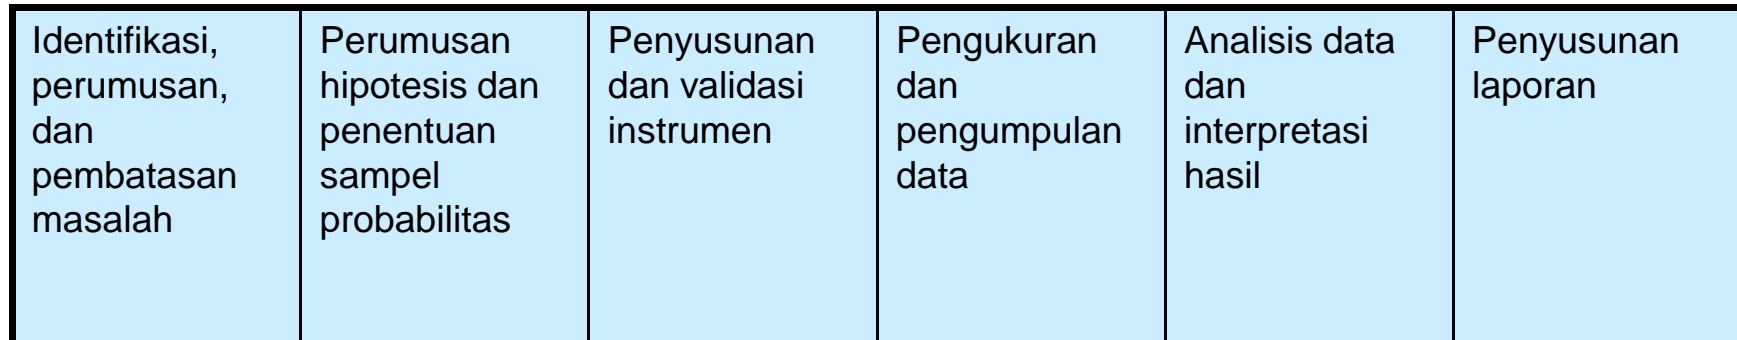 Identifikasi,
perumusan,
dan
pembatasan
masalah
Perumusan
hipotesis dan
penentuan
sampel
probabilitas
Penyusunan
dan validasi
instrumen
Pengukuran
dan
pengumpulan
data
Analisis data
dan
interpretasi
hasil
Penyusunan
laporan